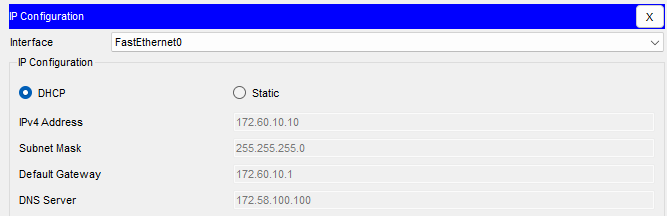 IP Configuration X
Interface FastEthernet0
IP Configuration
DHCP Static
IPv4 Address 172.60.10.10
Subnet Mask 255.255.255.0
Default Gateway 172.60.10.1
DNS Server 172.58.100.100